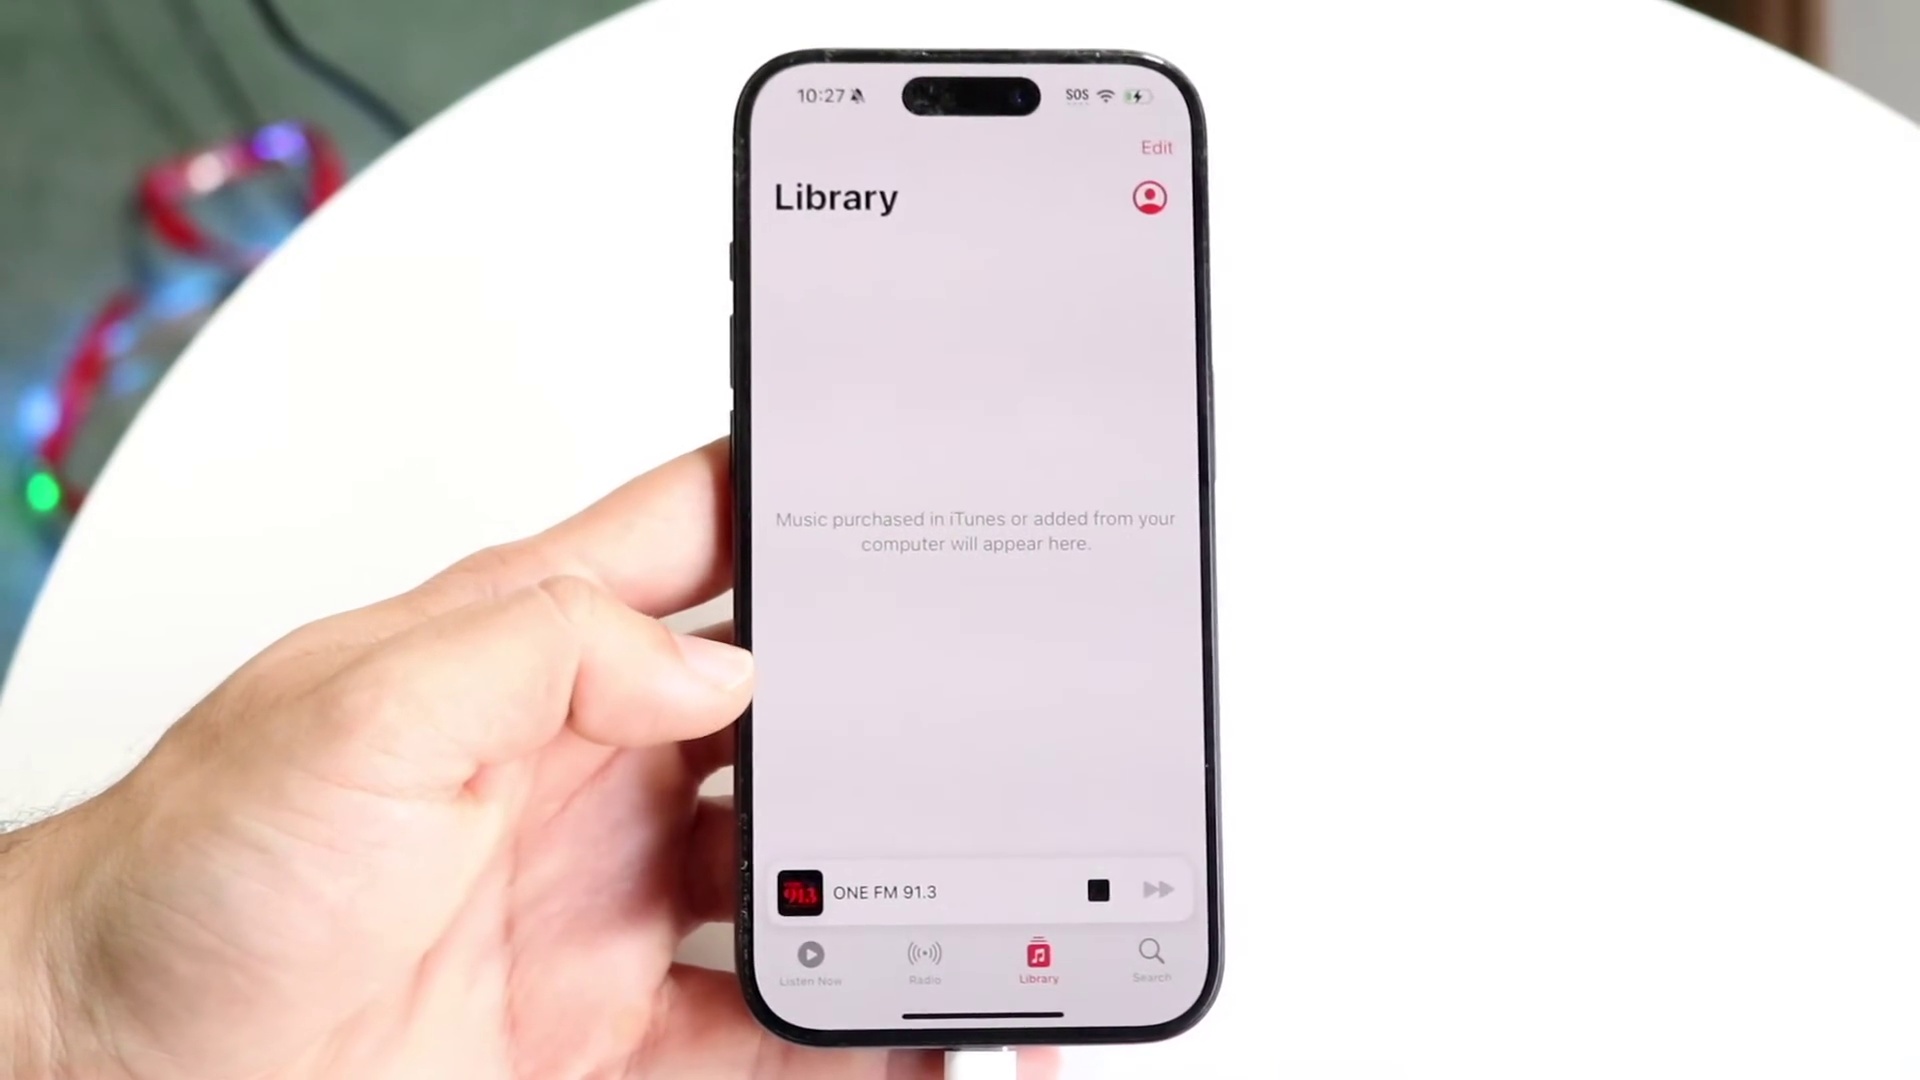 10:27
SOS
Edit
Library
Music purchased in iTunes or added from your
computer will appear here.
91.3
ONE FM 91.3
Listen Now
Radio
Library
Search